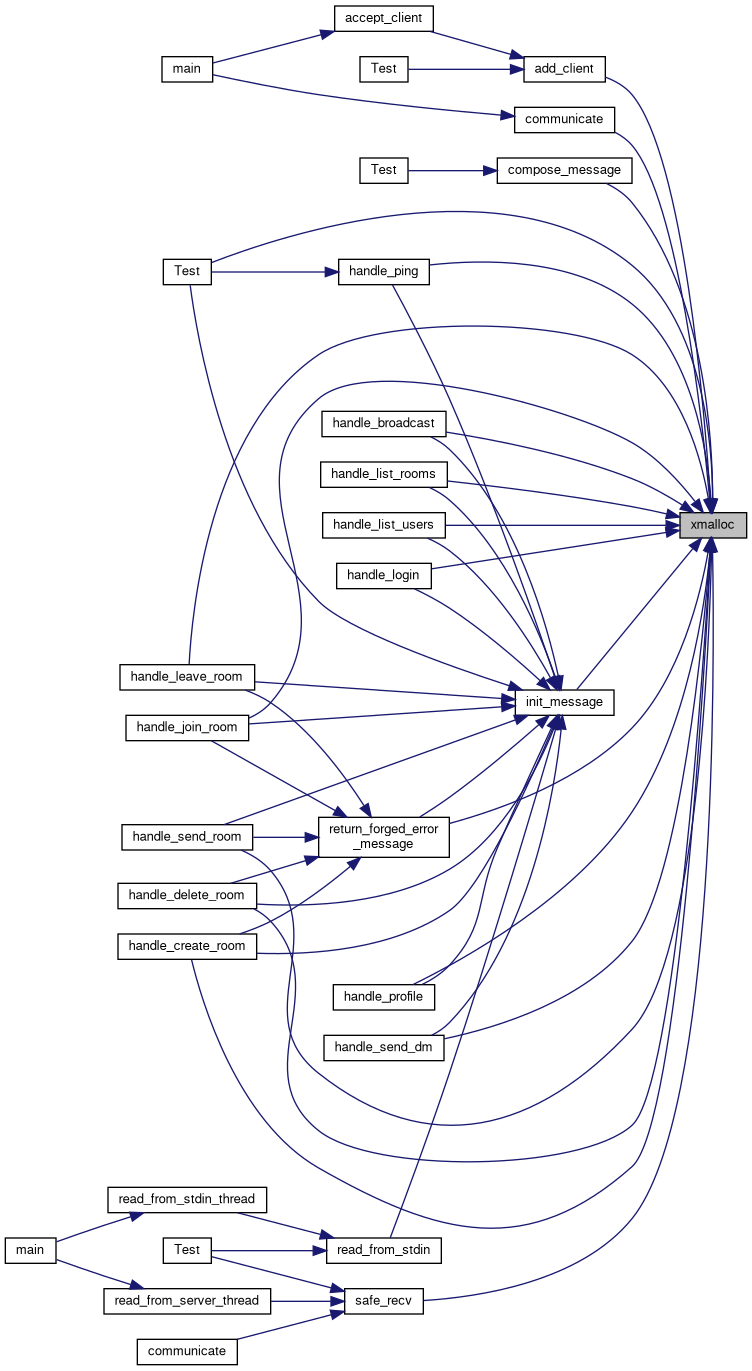 accept_client
main
Test
add_client
communicate
Test
compose_message
Test
handle_ping
handle_broadcast
handle_list_rooms
handle_list_users
xmalloc
handle_login
handle_leave_room
init_message
handle_join_room
handle_send_room
return_forged_error
_message
handle_delete_room
handle_create_room
handle_profile
handle_send_dm
read_from_stdin_thread
main
Test
read_from_stdin
read_from_server_thread
safe_recv
communicate